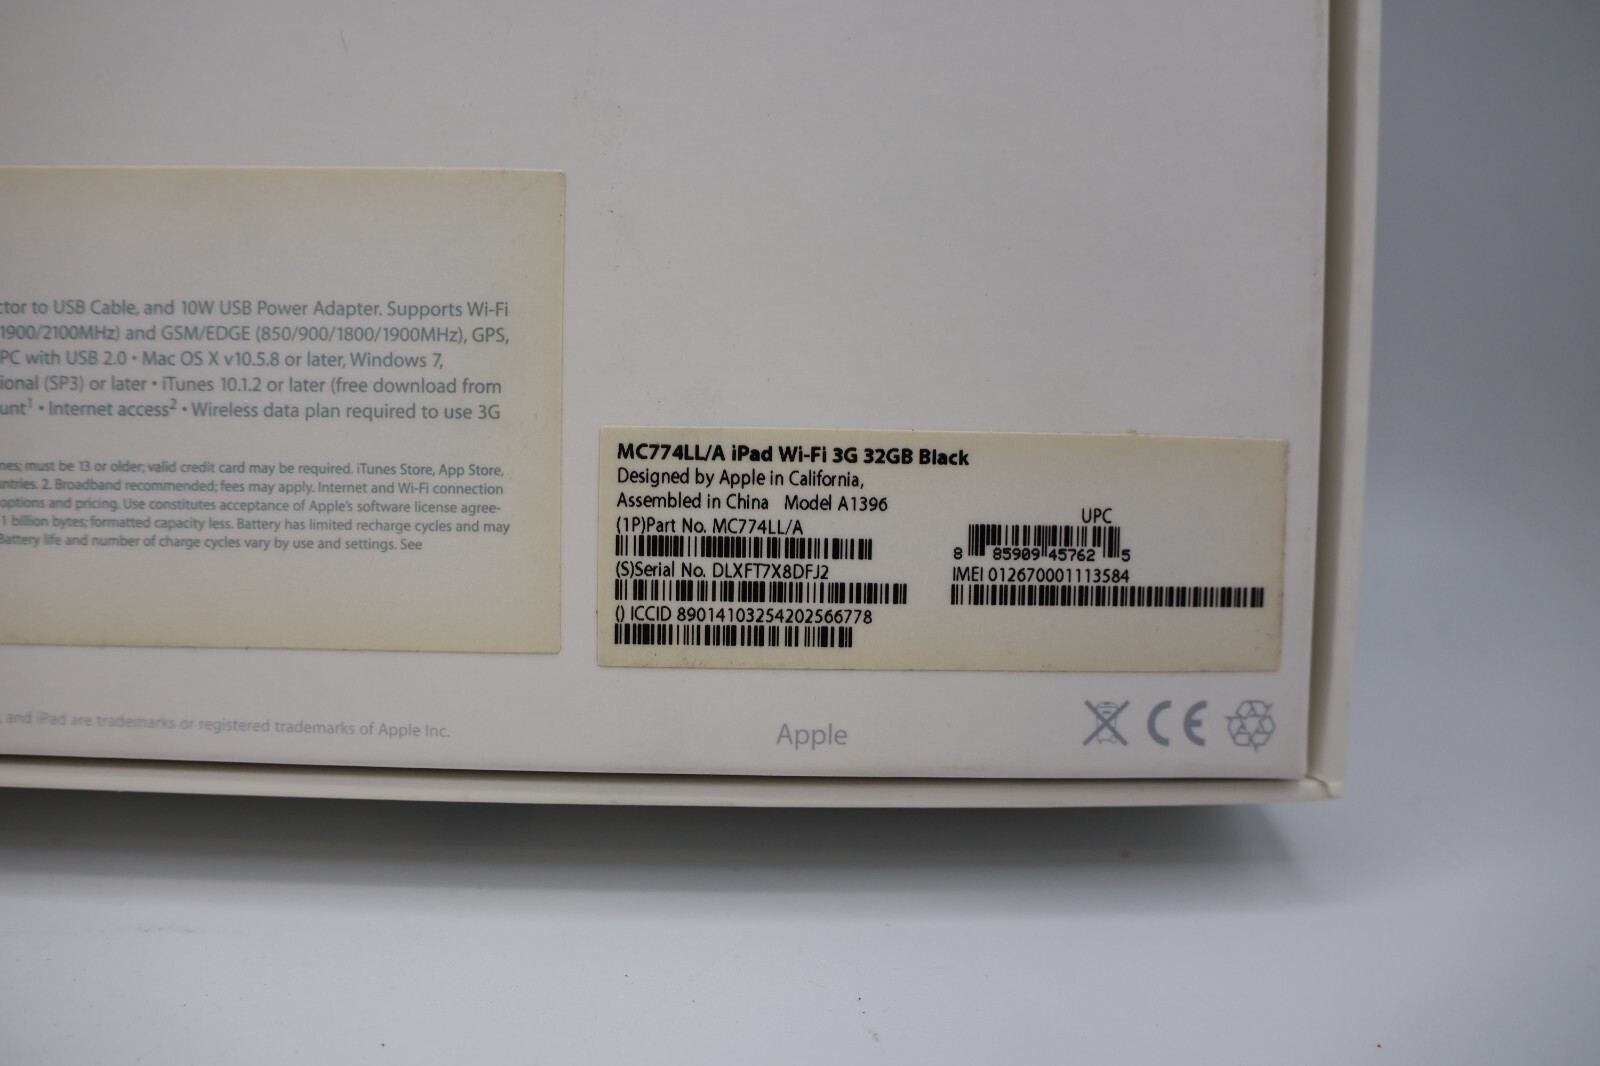 ctor to USB Cable, and 10W USB Power Adapter. Supports Wi-Fi
1900/2100MHz) and GSM/EDGE (850/900/1800/1900MHz), GPS,
PC with USB 2.0 • Mac OS X v10.5.8 or later, Windows 7,
ional (SP3) or later • iTunes 10.1.2 or later (free download from
unt¹ • Internet access² • Wireless data plan required to use 3G
nes; must be 13 or older; valid credit card may be required. iTunes Store, App Store,
ntries. 2. Broadband recommended; fees may apply. Internet and Wi-Fi connection
options and pricing. Use constitutes acceptance of Apple's software license agree-
1 billion bytes; formatted capacity less. Battery has limited recharge cycles and may
Battery life and number of charge cycles vary by use and settings. See
MC774LL/A iPad Wi-Fi 3G 32GB Black
Designed by Apple in California,
Assembled in China Model A1396
(1P)Part No. MC774LL/A
(S)Serial No. DLXFT7X8DFJ2
() ICCID 89014103254202566778
UPC
8 85909 45762 5
IMEI 012670001113584
, and iPad are trademarks or registered trademarks of Apple Inc.
Apple
CE